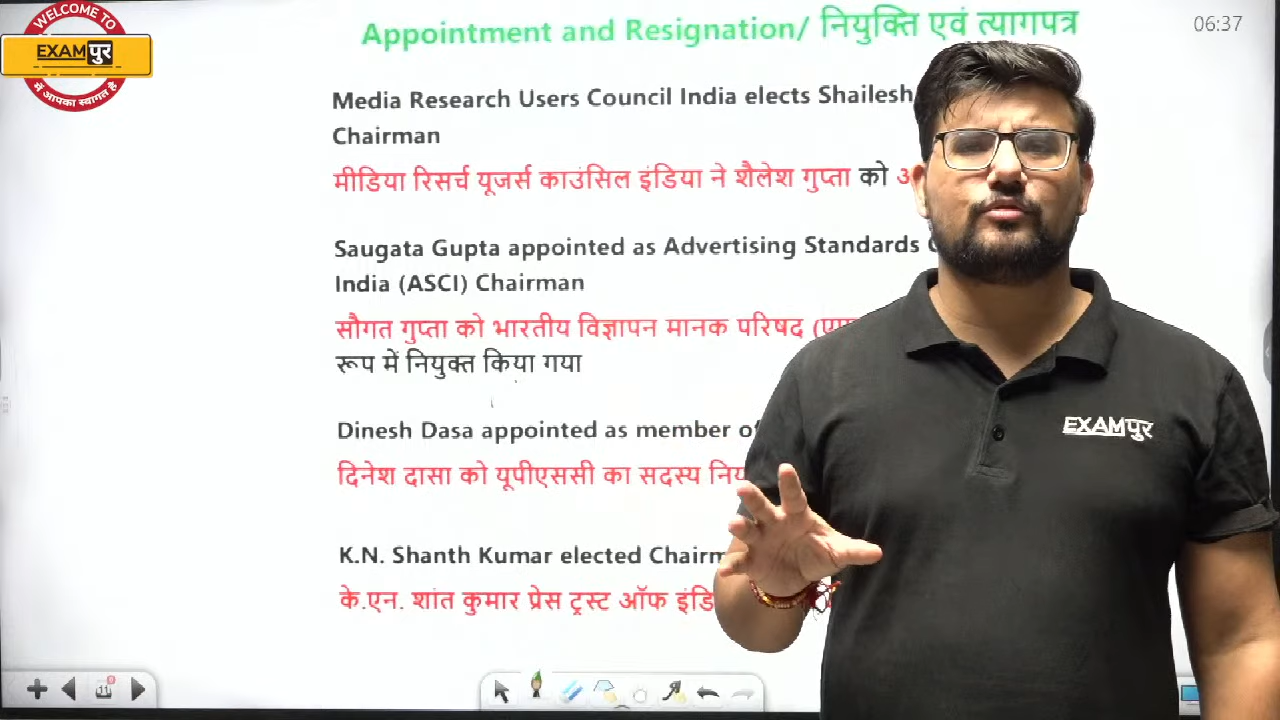 WELCOME TO
EXAMपुर
में आपका स्वागत है
Appointment and Resignation/ नियुक्ति एवं त्यागपत्र
06:37
Media Research Users Council India elects Shailesh
Chairman
मीडिया रिसर्च यूजर्स काउंसिल इंडिया ने शैलेश गुप्ता को
Saugata Gupta appointed as Advertising Standards
India (ASCI) Chairman
सौगत गुप्ता को भारतीय विज्ञापन मानक परिषद
रूप में नियुक्त किया गया
Dinesh Dasa appointed as member of
दिनेश दासा को यूपीएससी का सदस्य
K.N. Shanth Kumar elected
के.एन. शांत कुमार प्रेस ट्रस्ट ऑफ
EXAMपुर